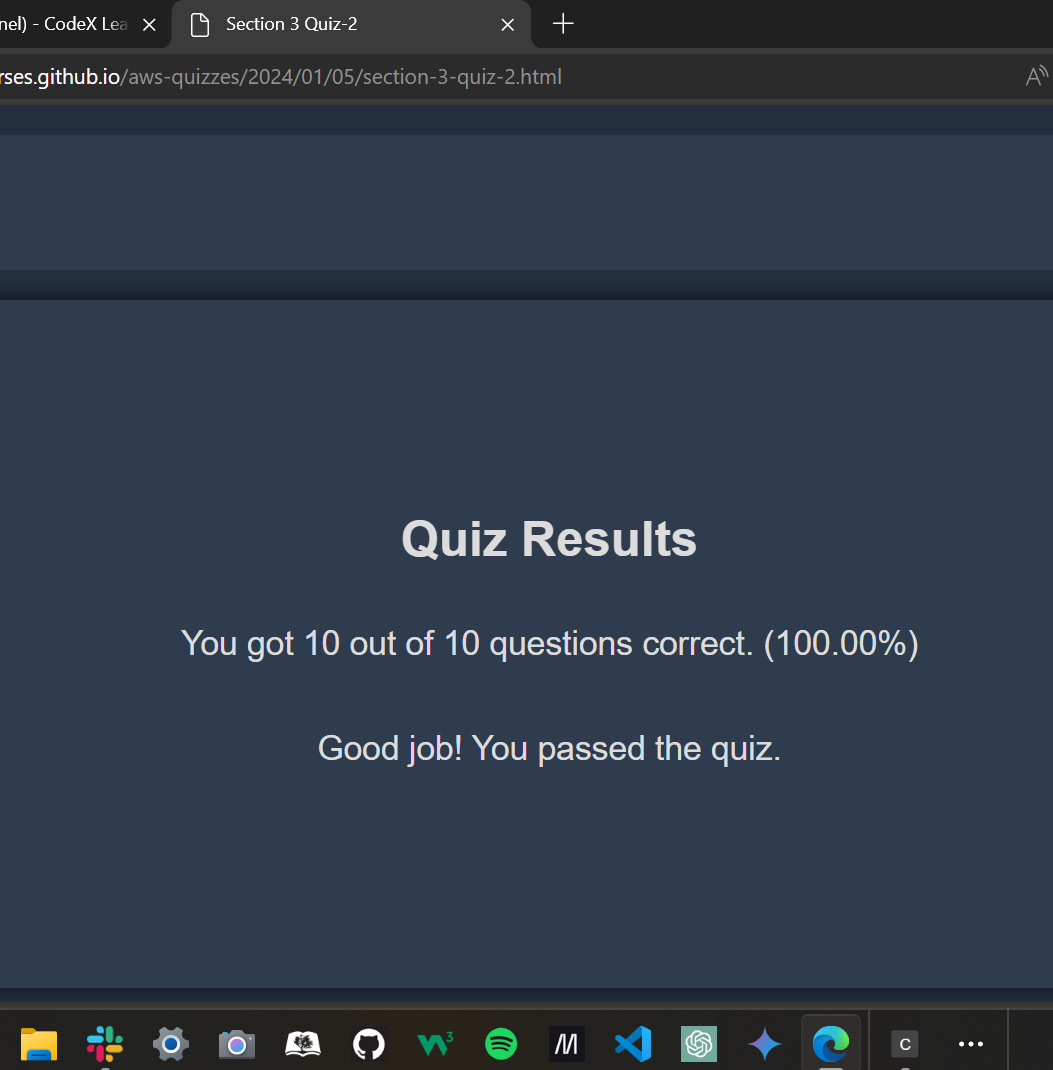 nel) - CodeX Lea
Section 3 Quiz-2
rses.github.io/aws-quizzes/2024/01/05/section-3-quiz-2.html
A
Quiz Results
You got 10 out of 10 questions correct. (100.00%)
Good job! You passed the quiz.
W3
M
C